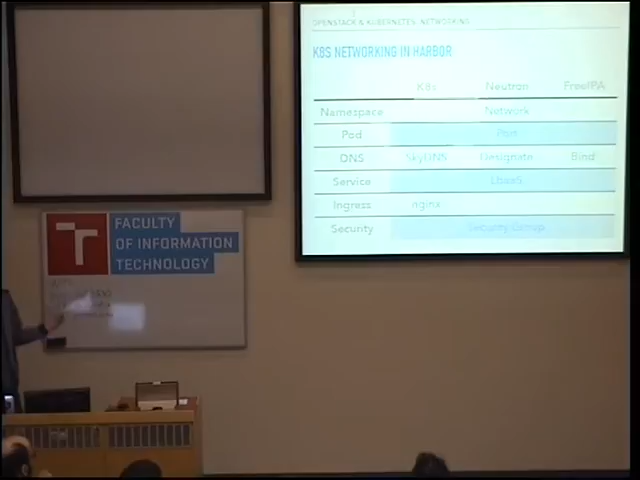 OPENSTACK & KUBERNETES: NETWORKING
K8S NETWORKING IN HARBOR
K8s Neutron FreeIPA
Namespace Network
Pod Port
DNS SkyDNS Designate Bind
Service LbaaS
Ingress nginx
Security Security Group
T
FACULTY
OF INFORMATION
TECHNOLOGY